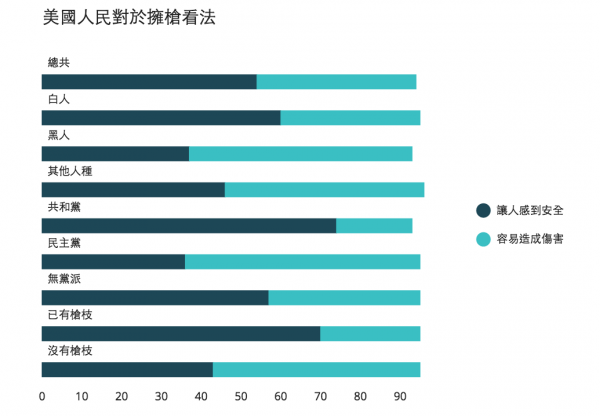 美國人民對於擁槍看法
總共
白人
黑人
其他人種
共和黨
民主黨
無黨派
已有槍枝
沒有槍枝
讓人感到安全
容易造成傷害
0 10 20 30 40 50 60 70 80 90